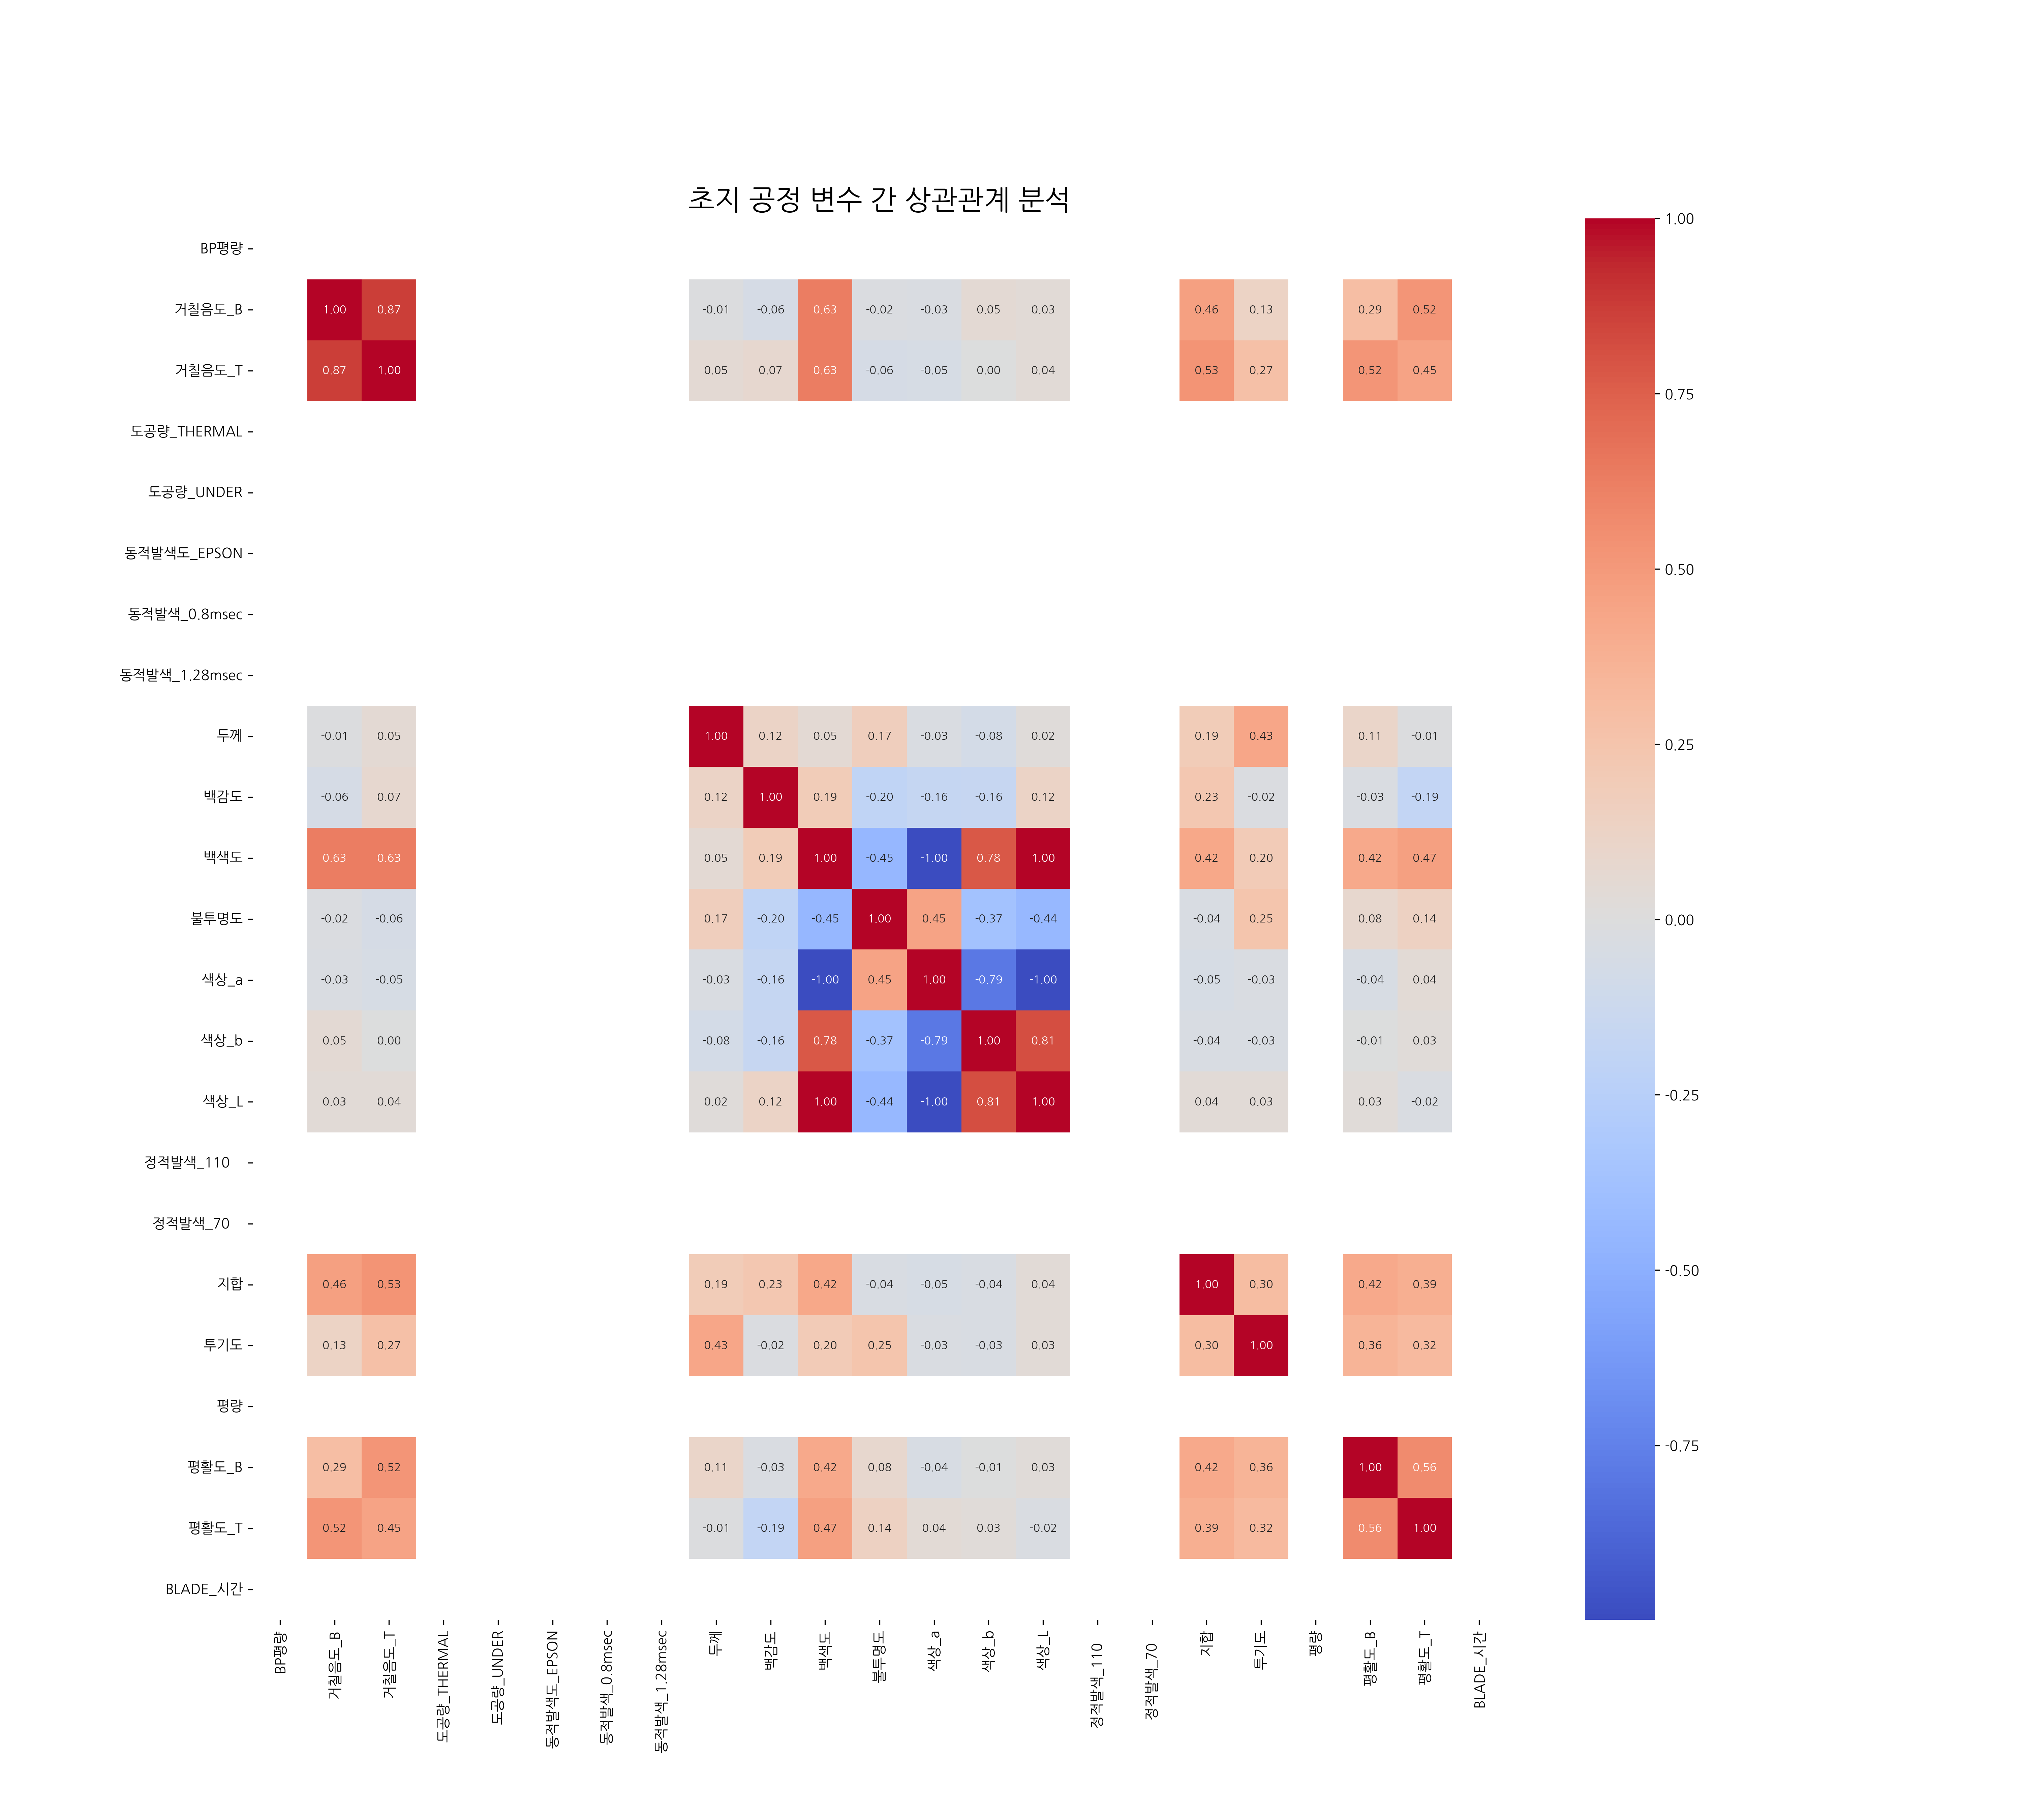 초지 공정 변수 간 상관관계 분석
BP평량
거칠음도_B 1.00 0.87 -0.01 -0.06 0.63 -0.02 -0.03 0.05 0.03 0.46 0.13 0.29 0.52
거칠음도_T 0.87 1.00 0.05 0.07 0.63 -0.06 -0.05 0.00 0.04 0.53 0.27 0.52 0.45
도공량_THERMAL
도공량_UNDER
동적발색도_EPSON
동적발색_0.8msec
동적발색_1.28msec
두께 -0.01 0.05 1.00 0.12 0.05 0.17 -0.03 -0.08 0.02 0.19 0.43 0.11 -0.01
백감도 -0.06 0.07 0.12 1.00 0.19 -0.20 -0.16 -0.16 0.12 0.23 -0.02 -0.03 -0.19
백색도 0.63 0.63 0.05 0.19 1.00 -0.45 -1.00 0.78 1.00 0.42 0.20 0.42 0.47
불투명도 -0.02 -0.06 0.17 -0.20 -0.45 1.00 0.45 -0.37 -0.44 -0.04 0.25 0.08 0.14
색상_a -0.03 -0.05 -0.03 -0.16 -1.00 0.45 1.00 -0.79 -1.00 -0.05 -0.03 -0.04 0.04
색상_b 0.05 0.00 -0.08 -0.16 0.78 -0.37 -0.79 1.00 0.81 -0.04 -0.03 -0.01 0.03
색상_L 0.03 0.04 0.02 0.12 1.00 -0.44 -1.00 0.81 1.00 0.04 0.03 0.03 -0.02
정적발색_110
정적발색_70
지합 0.46 0.53 0.19 0.23 0.42 -0.04 -0.05 -0.04 0.04 1.00 0.30 0.42 0.39
투기도 0.13 0.27 0.43 -0.02 0.20 0.25 -0.03 -0.03 0.03 0.30 1.00 0.36 0.32
평량
평활도_B 0.29 0.52 0.11 -0.03 0.42 0.08 -0.04 -0.01 0.03 0.42 0.36 1.00 0.56
평활도_T 0.52 0.45 -0.01 -0.19 0.47 0.14 0.04 0.03 -0.02 0.39 0.32 0.56 1.00
BLADE_시간
BP평량
거칠음도_B
거칠음도_T
도공량_THERMAL
도공량_UNDER
동적발색도_EPSON
동적발색_0.8msec
동적발색_1.28msec
두께
백감도
백색도
불투명도
색상_a
색상_b
색상_L
정적발색_110
정적발색_70
지합
투기도
평량
평활도_B
평활도_T
BLADE_시간
1.00
0.75
0.50
0.25
0.00
-0.25
-0.50
-0.75